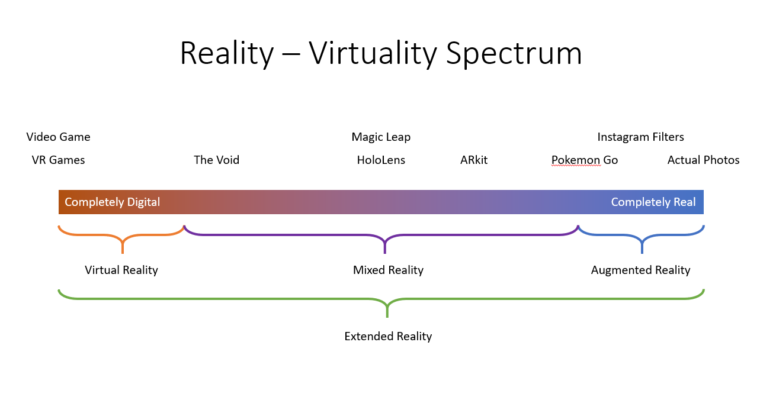 Reality – Virtuality Spectrum
Video Game
Magic Leap
Instagram Filters
VR Games
The Void
HoloLens
ARkit
Pokemon Go
Actual Photos
Completely Digital
Completely Real
Virtual Reality
Mixed Reality
Augmented Reality
Extended Reality